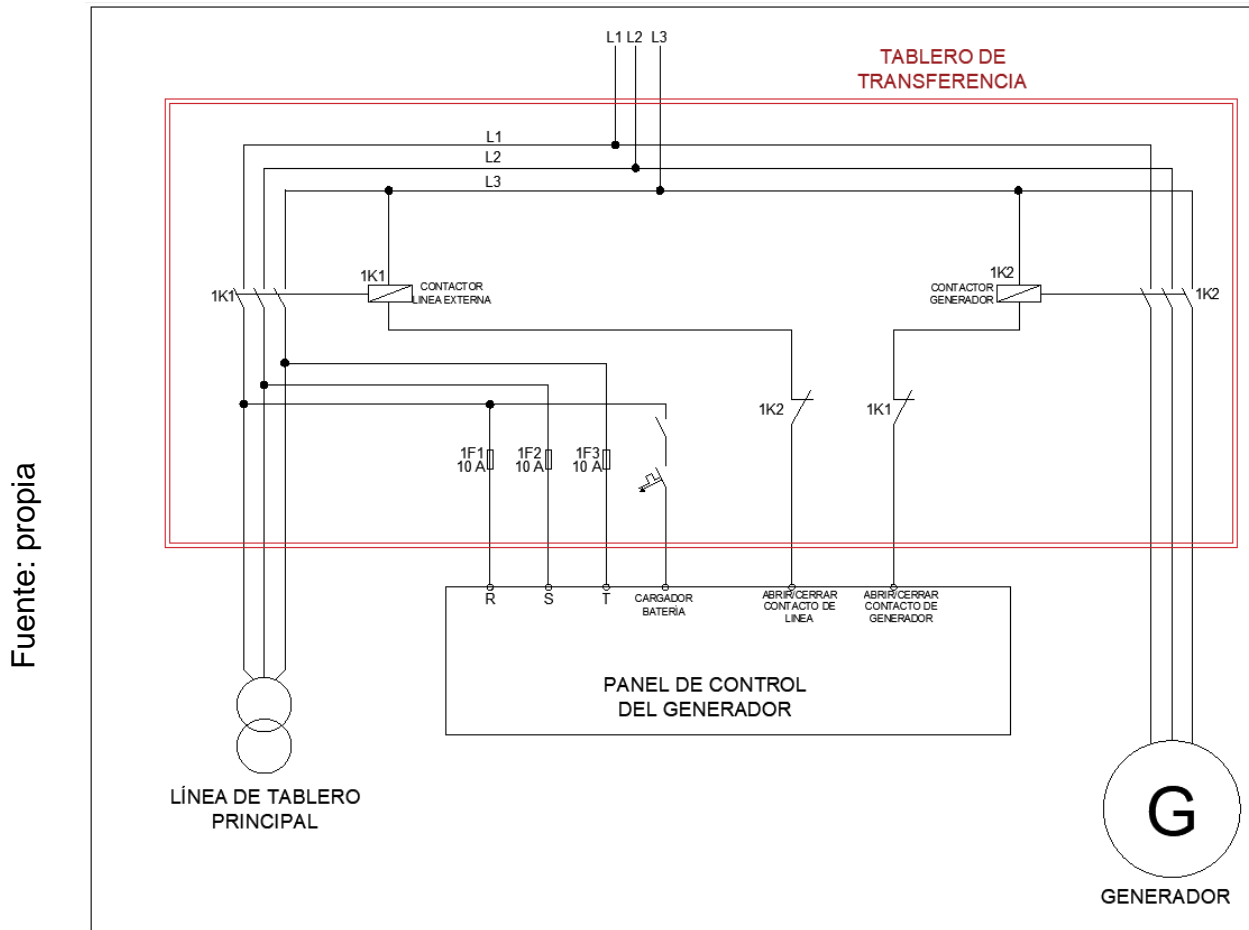 L1 L2 L3
TABLERO DE
TRANSFERENCIA
L1
L2
L3
1K1
1K1
CONTACTOR
LINEA EXTERNA
1K2
CONTACTOR
GENERADOR
1K2
1K2
1K1
1F1
10 A
1F2
10 A
1F3
10 A
R
S
T
CARGADOR
BATERÍA
ABRIR/CERRAR
CONTACTO DE
LINEA
ABRIR/CERRAR
CONTACTO DE
GENERADOR
PANEL DE CONTROL
DEL GENERADOR
LÍNEA DE TABLERO
PRINCIPAL
G
GENERADOR
Fuente: propia